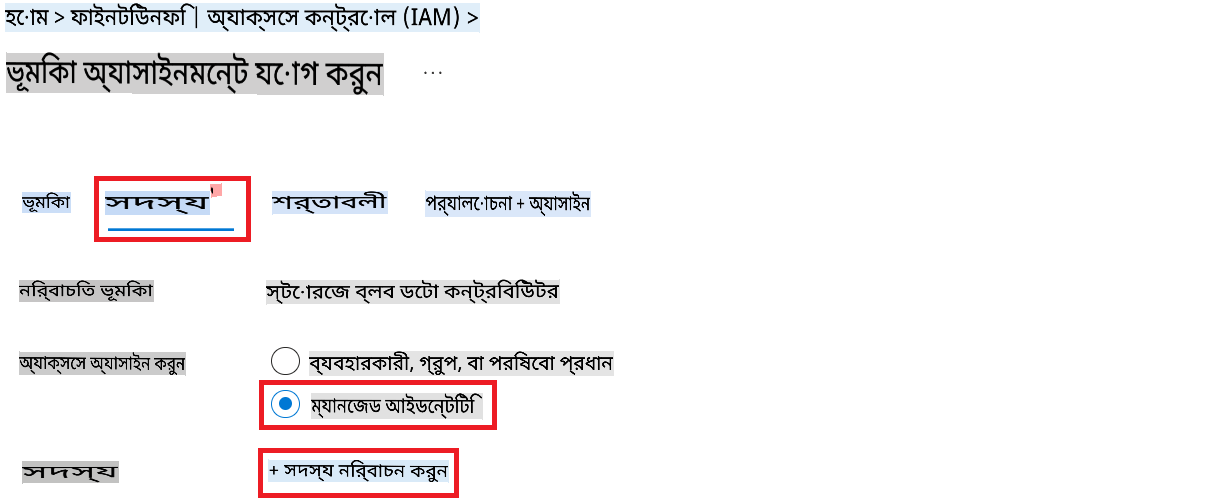 হোম > ফাইনটিউনফি | অ্যাক্সেস কন্ট্রোল (IAM) >
ভূমিকা অ্যাসাইনমেন্ট যোগ করুন ...
ভূমিকা সদস্য' শর্তাবলী পর্যালোচনা + অ্যাসাইন
নির্বাচিত ভূমিকা স্টোরেজ ব্লব ডেটা কন্ট্রিবিউটর
অ্যাক্সেস অ্যাসাইন করুন ব্যবহারকারী, গ্রুপ, বা পরিষেবা প্রধান
ম্যানেজড আইডেন্টিটি
সদস্য + সদস্য নির্বাচন করুন